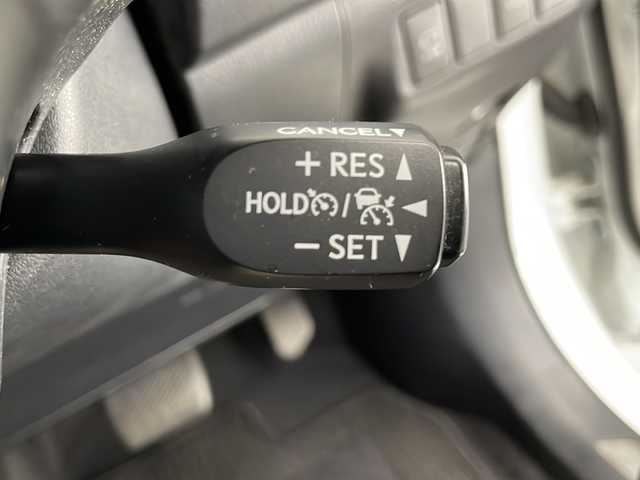 CANCEL▼
+ RES ▲
HOLD / ◀
− SET ▼